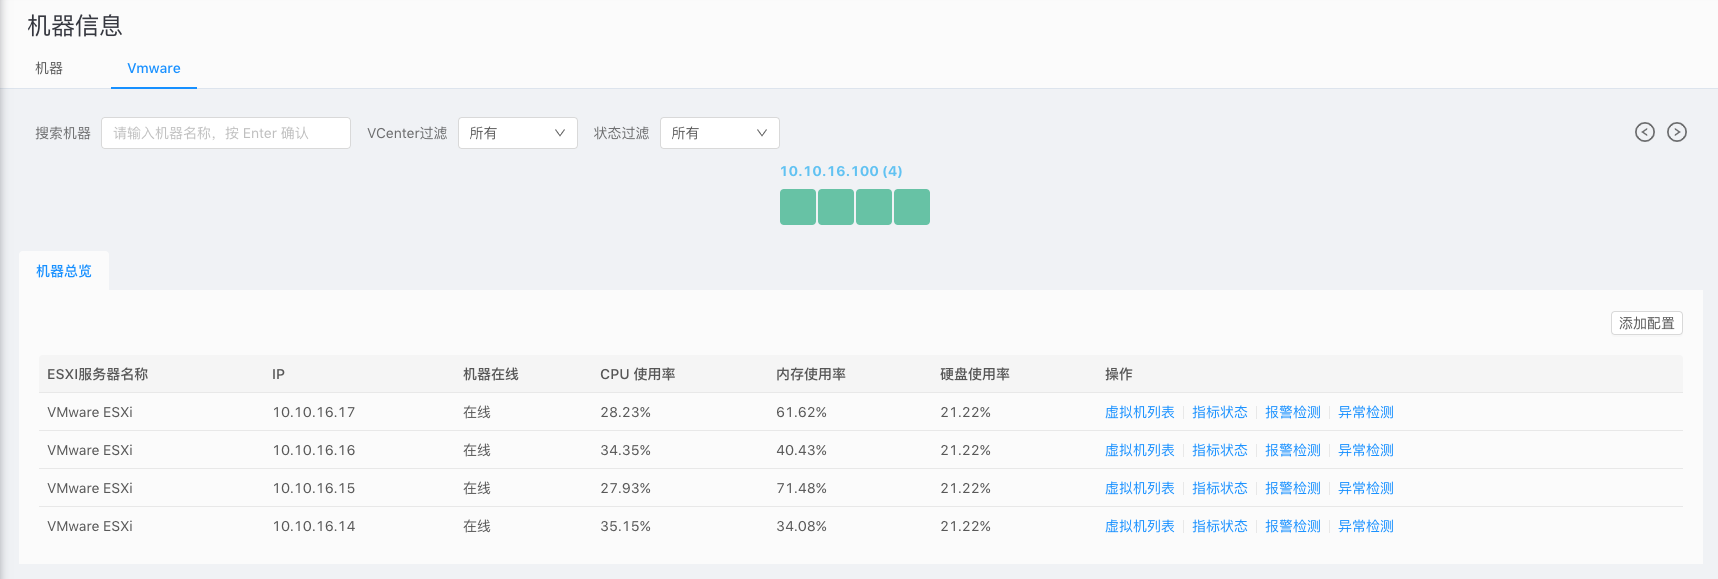 机器信息
机器 Vmware
搜索机器 请输入机器名称，按 Enter 确认 VCenter过滤 所有 状态过滤 所有
10.10.16.100 (4)
机器总览
添加配置
ESXI服务器名称 IP 机器在线 CPU 使用率 内存使用率 硬盘使用率 操作
VMware ESXi 10.10.16.17 在线 28.23% 61.62% 21.22% 虚拟机列表 指标状态 报警检测 异常检测
VMware ESXi 10.10.16.16 在线 34.35% 40.43% 21.22% 虚拟机列表 指标状态 报警检测 异常检测
VMware ESXi 10.10.16.15 在线 27.93% 71.48% 21.22% 虚拟机列表 指标状态 报警检测 异常检测
VMware ESXi 10.10.16.14 在线 35.15% 34.08% 21.22% 虚拟机列表 指标状态 报警检测 异常检测